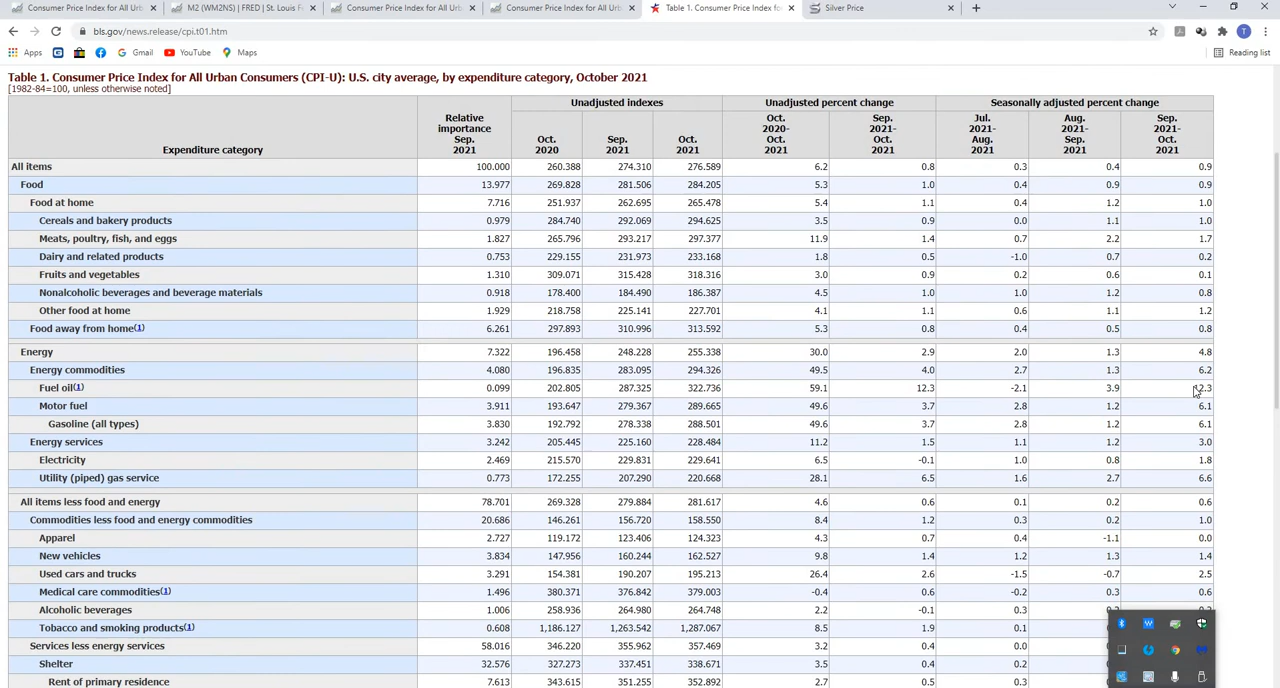 Consumer Price Index for All Urb
M2 (WM2NS) | FRED | St. Louis F
Consumer Price Index for All Urb
Consumer Price Index for All Urb
Table 1. Consumer Price Index for
Silver Price
bls.gov/news.release/cpi.t01.htm
T
Apps
Gmail
YouTube
Maps
Reading list
Table 1. Consumer Price Index for All Urban Consumers (CPI-U): U.S. city average, by expenditure category, October 2021
[1982-84=100, unless otherwise noted]
Expenditure category
Relative importance Sep. 2021
Unadjusted indexes
Unadjusted percent change
Seasonally adjusted percent change
Oct. 2020
Sep. 2021
Oct. 2021
Oct. 2020- Oct. 2021
Sep. 2021- Oct. 2021
Jul. 2021- Aug. 2021
Aug. 2021- Sep. 2021
Sep. 2021- Oct. 2021
All items 100.000 260.388 274.310 276.589 6.2 0.8 0.3 0.4 0.9
Food 13.977 269.828 281.506 284.205 5.3 1.0 0.4 0.9 0.9
Food at home 7.716 251.937 262.695 265.478 5.4 1.1 0.4 1.2 1.0
Cereals and bakery products 0.979 284.740 292.069 294.625 3.5 0.9 0.0 1.1 1.0
Meats, poultry, fish, and eggs 1.827 265.796 293.217 297.377 11.9 1.4 0.7 2.2 1.7
Dairy and related products 0.753 229.155 231.973 233.168 1.8 0.5 -1.0 0.7 0.2
Fruits and vegetables 1.310 309.071 315.428 318.316 3.0 0.9 0.2 0.6 0.1
Nonalcoholic beverages and beverage materials 0.918 178.400 184.490 186.387 4.5 1.0 1.0 1.2 0.8
Other food at home 1.929 218.758 225.141 227.701 4.1 1.1 0.6 1.1 1.2
Food away from home(1) 6.261 297.893 310.996 313.592 5.3 0.8 0.4 0.5 0.8
Energy 7.322 196.458 248.228 255.338 30.0 2.9 2.0 1.3 4.8
Energy commodities 4.080 196.835 283.095 294.326 49.5 4.0 2.7 1.3 6.2
Fuel oil(1) 0.099 202.805 287.325 322.736 59.1 12.3 -2.1 3.9 12.3
Motor fuel 3.911 193.647 279.367 289.665 49.6 3.7 2.8 1.2 6.1
Gasoline (all types) 3.830 192.792 278.338 288.501 49.6 3.7 2.8 1.2 6.1
Energy services 3.242 205.445 225.160 228.484 11.2 1.5 1.1 1.2 3.0
Electricity 2.469 215.570 229.831 229.641 6.5 -0.1 1.0 0.8 1.8
Utility (piped) gas service 0.773 172.255 207.290 220.668 28.1 6.5 1.6 2.7 6.6
All items less food and energy 78.701 269.328 279.884 281.617 4.6 0.6 0.1 0.2 0.6
Commodities less food and energy commodities 20.686 146.261 156.720 158.550 8.4 1.2 0.3 0.2 1.0
Apparel 2.727 119.172 123.406 124.323 4.3 0.7 0.4 -1.1 0.0
New vehicles 3.834 147.956 160.244 162.527 9.8 1.4 1.2 1.3 1.4
Used cars and trucks 3.291 154.381 190.207 195.213 26.4 2.6 -1.5 -0.7 2.5
Medical care commodities(1) 1.496 380.371 376.842 379.003 -0.4 0.6 -0.2 0.3 0.6
Alcoholic beverages 1.006 258.936 264.980 264.748 2.2 -0.1 0.3
Tobacco and smoking products(1) 0.608 1,186.127 1,263.542 1,287.067 8.5 1.9 0.1
Services less energy services 58.016 346.220 355.962 357.469 3.2 0.4 0.0
Shelter 32.576 327.273 337.451 338.671 3.5 0.4 0.2
Rent of primary residence 7.613 343.615 351.255 352.892 2.7 0.5 0.3